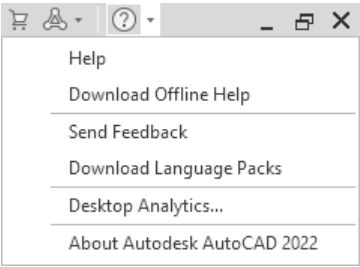 Help
Download Offline Help
Send Feedback
Download Language Packs
Desktop Analytics...
About Autodesk AutoCAD 2022